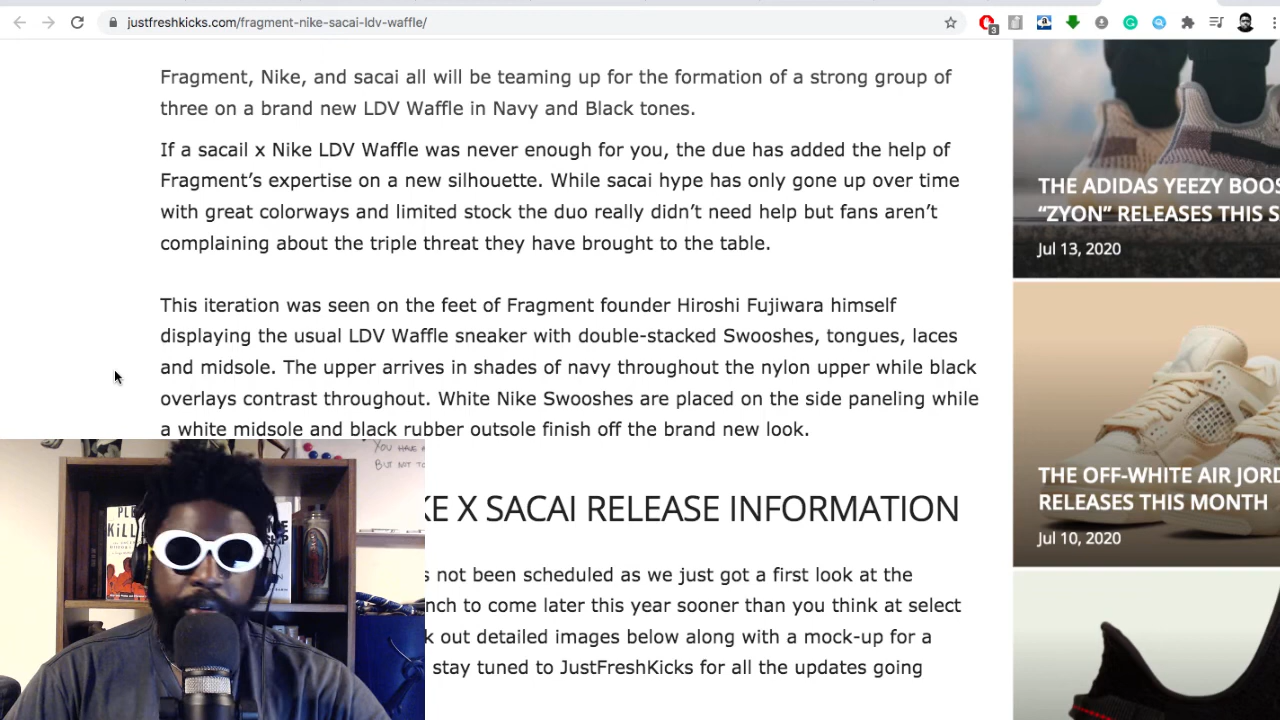 justfreshkicks.com/fragment-nike-sacai-ldv-waffle/
3
Fragment, Nike, and sacai all will be teaming up for the formation of a strong group of
three on a brand new LDV Waffle in Navy and Black tones.
If a sacail x Nike LDV Waffle was never enough for you, the due has added the help of
Fragment’s expertise on a new silhouette. While sacai hype has only gone up over time
with great colorways and limited stock the duo really didn’t need help but fans aren’t
complaining about the triple threat they have brought to the table.
This iteration was seen on the feet of Fragment founder Hiroshi Fujiwara himself
displaying the usual LDV Waffle sneaker with double-stacked Swooshes, tongues, laces
and midsole. The upper arrives in shades of navy throughout the nylon upper while black
overlays contrast throughout. White Nike Swooshes are placed on the side paneling while
a white midsole and black rubber outsole finish off the brand new look.
KE X SACAI RELEASE INFORMATION
s not been scheduled as we just got a first look at the
nch to come later this year sooner than you think at select
k out detailed images below along with a mock-up for a
stay tuned to JustFreshKicks for all the updates going
THE ADIDAS YEEZY BOOS
“ZYON” RELEASES THIS S
Jul 13, 2020
THE OFF-WHITE AIR JORD
RELEASES THIS MONTH
Jul 10, 2020
YOU HAVE
BUT NOT
PLE
KILL